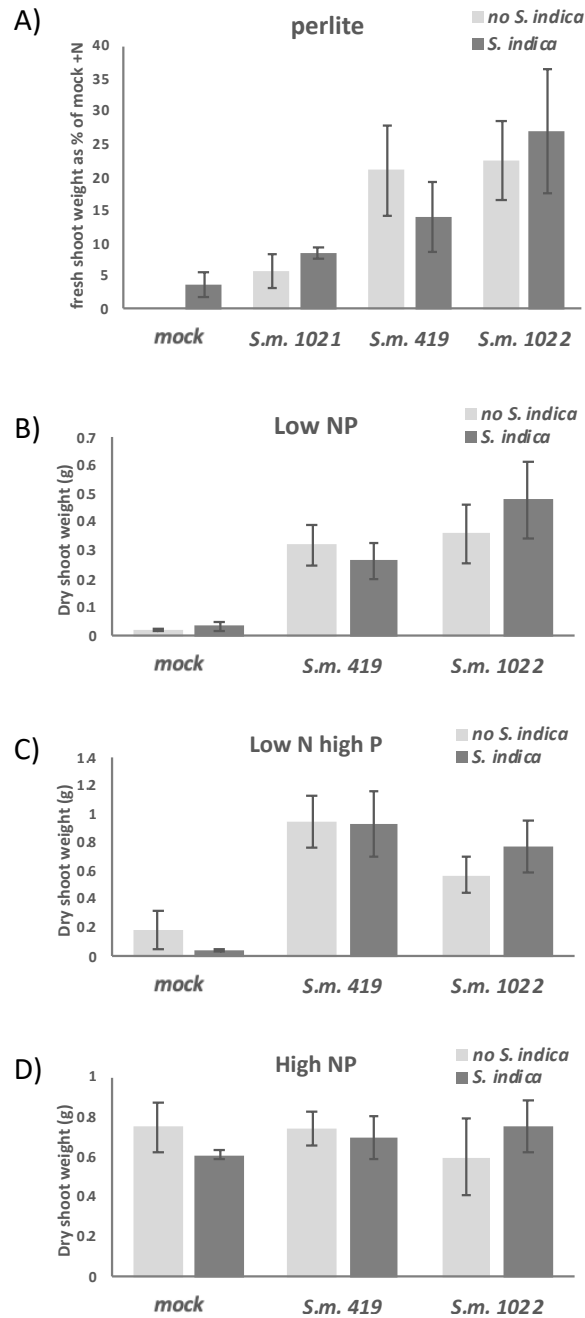 A)
perlite
no S. indica
S. indica
fresh shoot weight as % of mock +N
40
35
30
25
20
15
10
5
0
mock S.m. 1021 S.m. 419 S.m. 1022
B)
Low NP
no S. indica
S. indica
Dry shoot weight (g)
0.7
0.6
0.5
0.4
0.3
0.2
0.1
0
mock S.m. 419 S.m. 1022
C)
Low N high P
no S. indica
S. indica
Dry shoot weight (g)
1.4
1.2
1
0.8
0.6
0.4
0.2
0
mock S.m. 419 S.m. 1022
D)
High NP
no S. indica
S. indica
Dry shoot weight (g)
1
0.8
0.6
0.4
0.2
0
mock S.m. 419 S.m. 1022